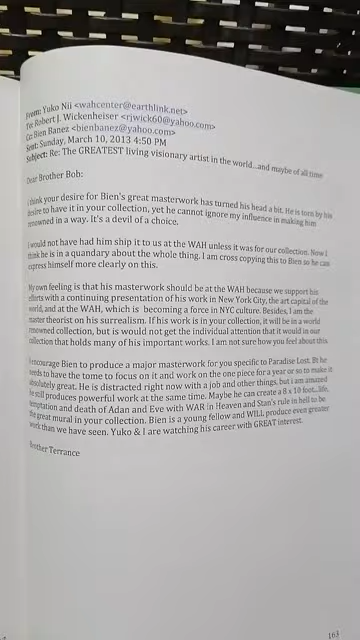 From: Yuko Nii <wahcenter@earthlink.net>
To: Robert J. Wickenheiser <rjwick60@yahoo.com>
Cc: Bien Banez <bienbanez@yahoo.com>
Sent: Sunday, March 10, 2013 4:50 PM
Subject: Re: The GREATEST living visionary artist in the world...and maybe of all time
Dear Brother Bob:
I think your desire for Bien's great masterwork has turned his head a bit. He is torn by his
desire to have it in your collection, yet he cannot ignore my influence in making him
renowned in a way. It's a devil of a choice.
I would not have had him ship it to us at the WAH unless it was for our collection. Now I
think he is in a quandary about the whole thing. I am cross copying this to Bien so he can
express himself more clearly on this.
My own feeling is that his masterwork should be at the WAH because we support his
efforts with a continuing presentation of his work in New York City, the art capital of the
world, and at the WAH, which is becoming a force in NYC culture. Besides, I am the
master theorist on his surrealism. If his work is in your collection, it will be in a world
renowned collection, but is would not get the individual attention that it would in our
collection that holds many of his important works. I am not sure how you feel about this.
I encourage Bien to produce a major masterwork for you specific to Paradise Lost. Bt he
needs to have the tome to focus on it and work on the one piece for a year or so to make it
absolutely great. He is distracted right now with a job and other things, but i am amazed
he still produces powerful work at the same time. Maybe he can create a 8 x 10 foot...life,
temptation and death of Adan and Eve with WAR in Heaven and Stan's rule in hell to be
the great mural in your collection. Bien is a young fellow and WILL produce even greater
work than we have seen. Yuko & I are watching his career with GREAT interest.
Brother Terrance
163